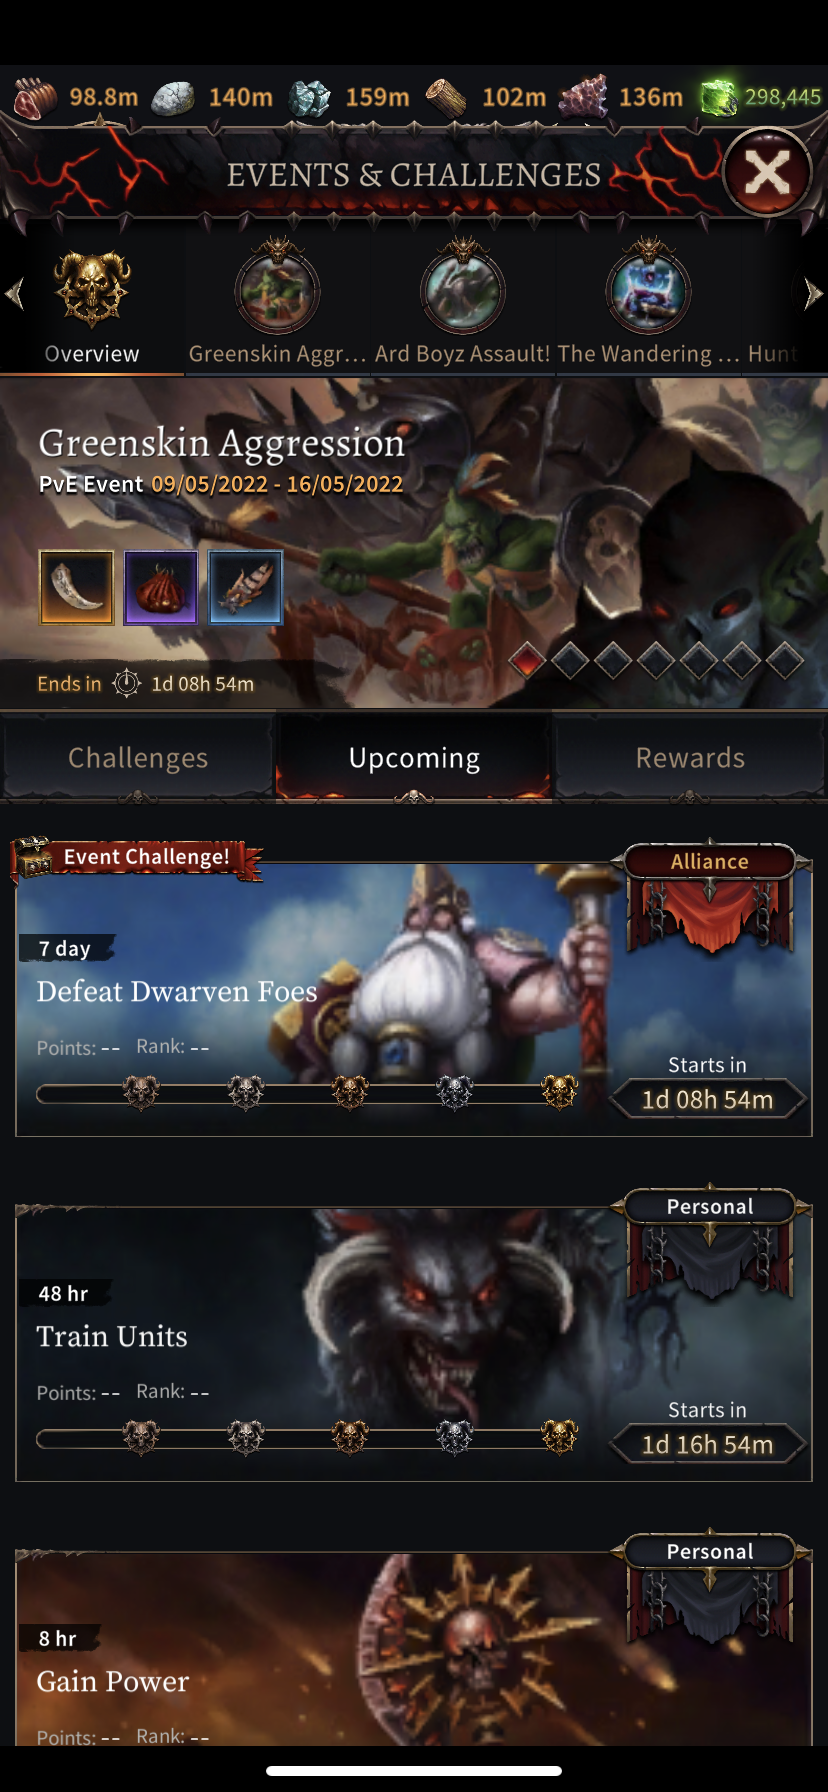 98.8m 140m 159m 102m 136m 298,445
EVENTS & CHALLENGES
Overview Greenskin Aggr... Ard Boyz Assault! The Wandering ... Hunt
Greenskin Aggression
PvE Event 09/05/2022 - 16/05/2022
Ends in 1d 08h 54m
Challenges Upcoming Rewards
Event Challenge! Alliance
7 day
Defeat Dwarven Foes
Points: -- Rank: --
Starts in
1d 08h 54m
Personal
48 hr
Train Units
Points: -- Rank: --
Starts in
1d 16h 54m
Personal
8 hr
Gain Power
Points: -- Rank: --